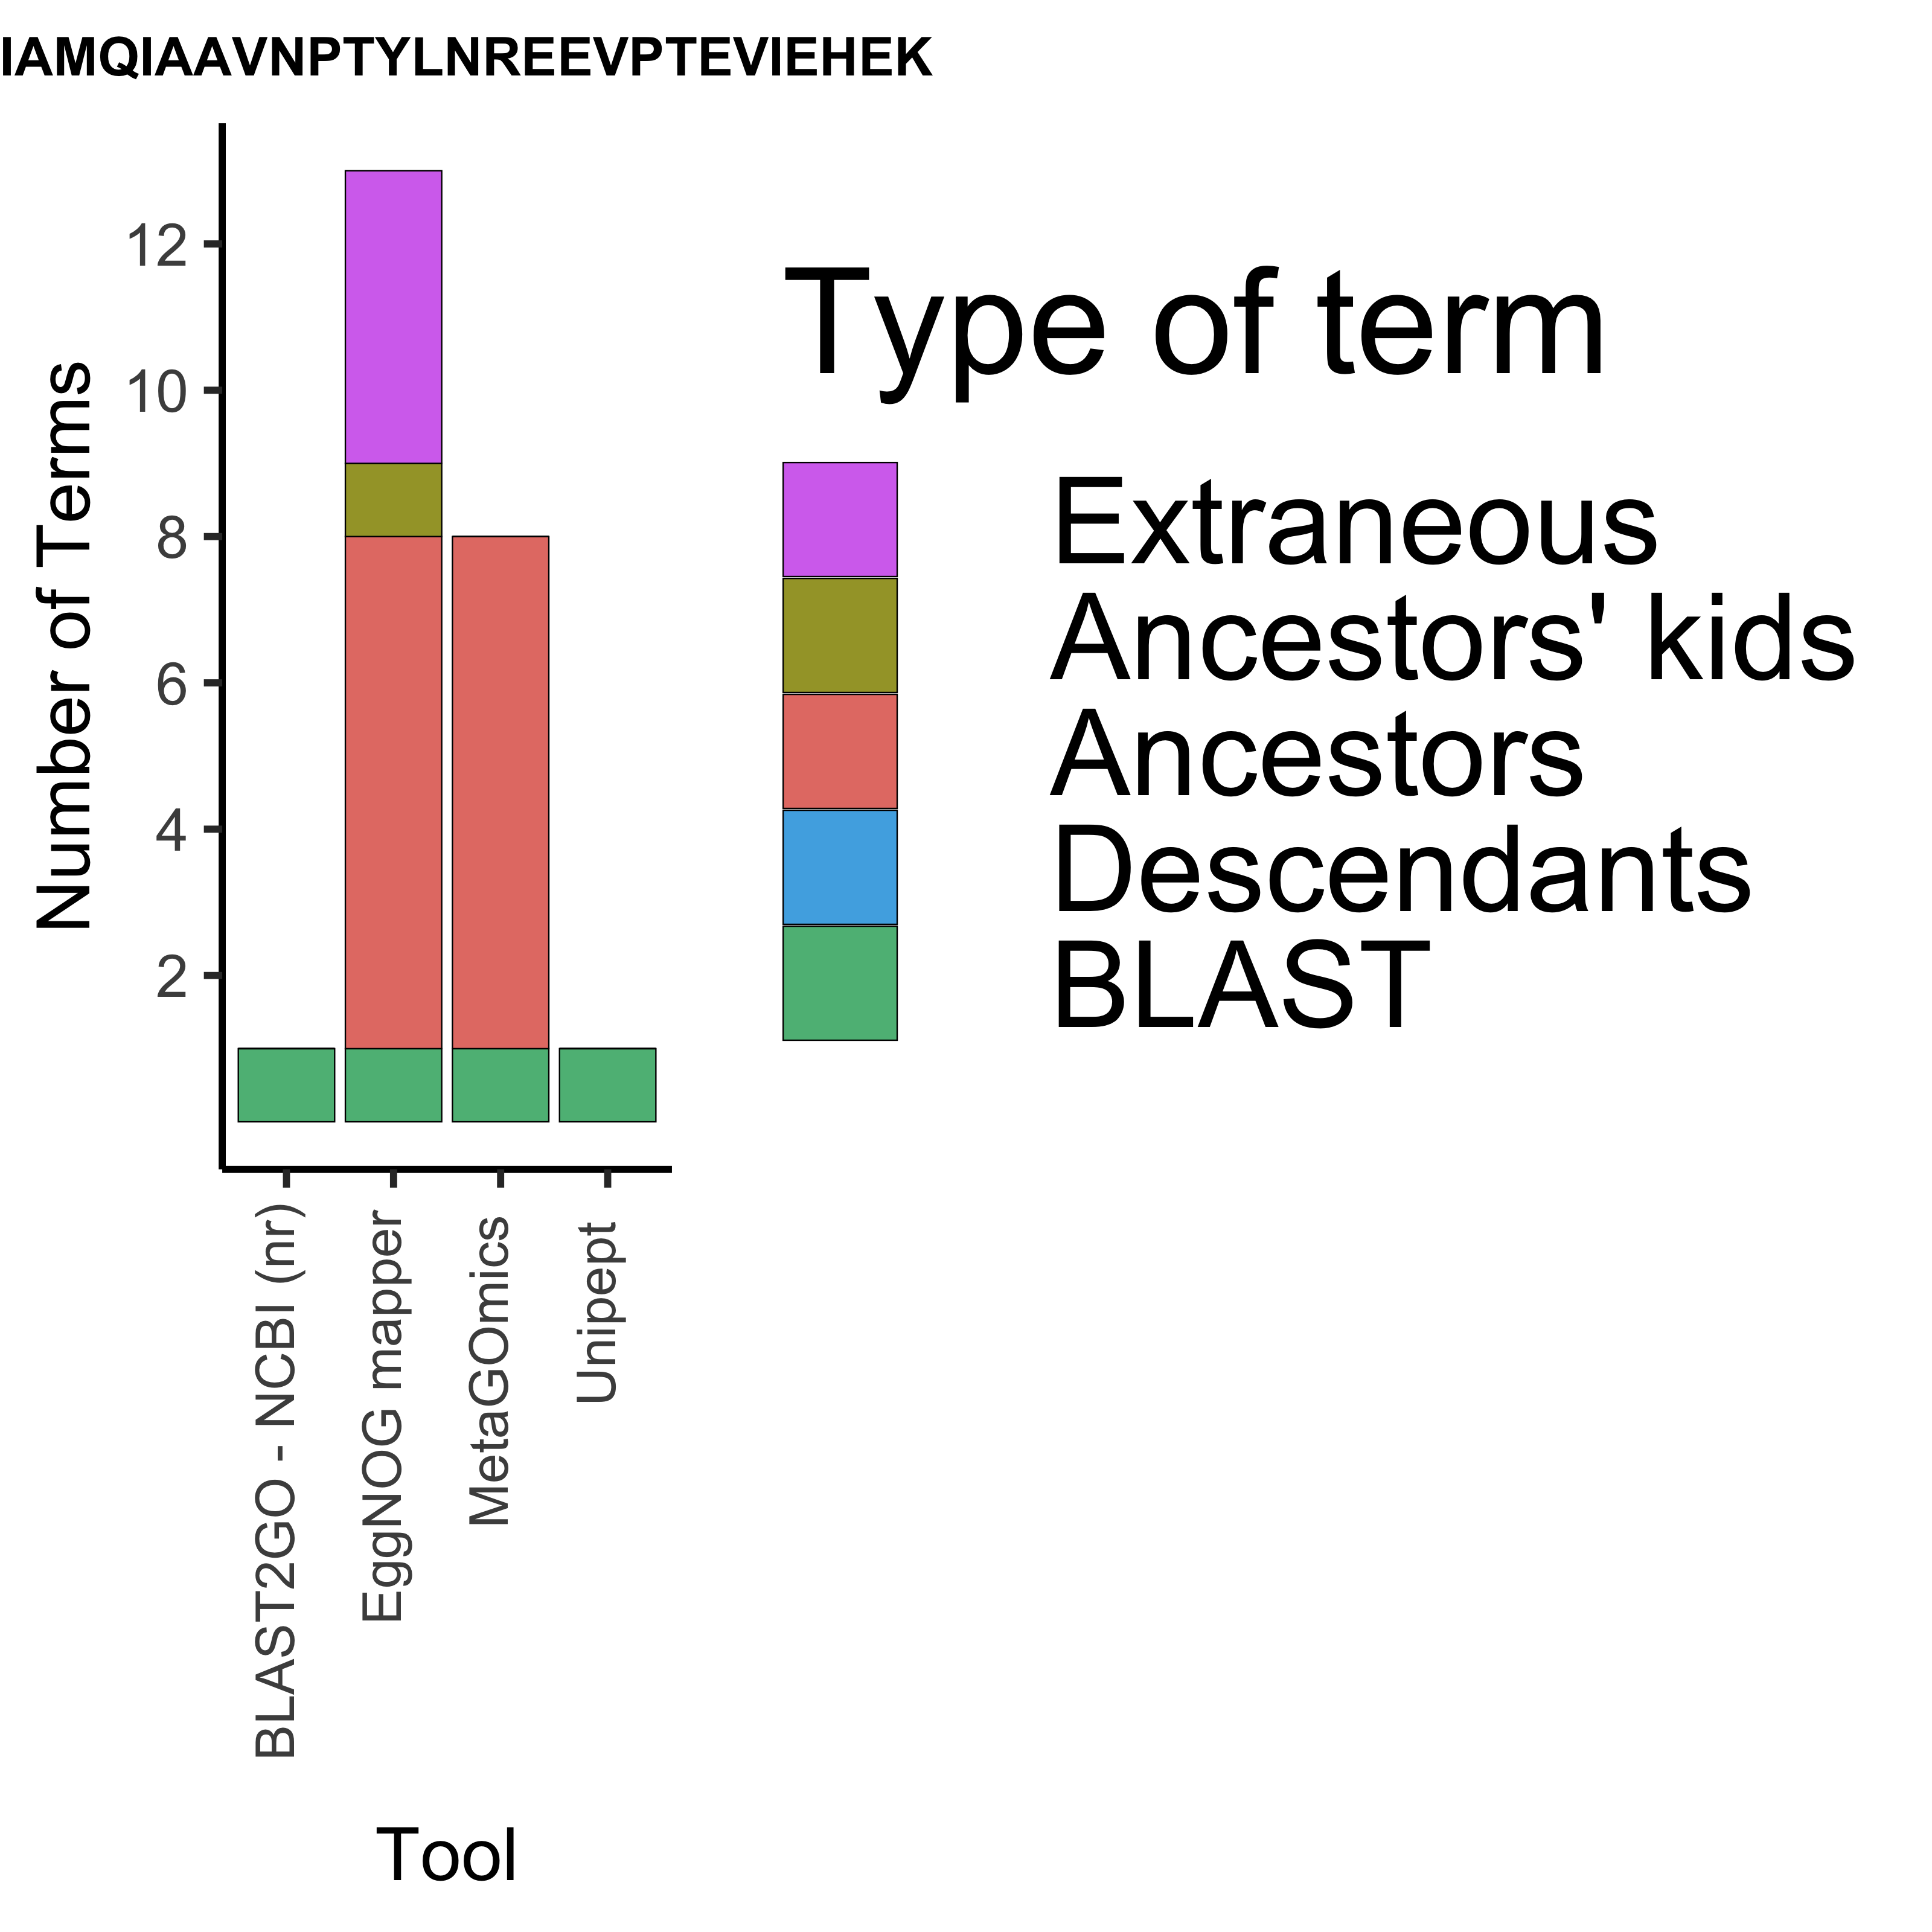 IAMQIAAVNPTYLNREEVPTEVIEHEK
Number of Terms
12
10
8
6
4
2
Type of term
Extraneous
Ancestors' kids
Ancestors
Descendants
BLAST
BLAST2GO - NCBI (nr)
EggNOG mapper
MetaGOmics
Unipept
Tool